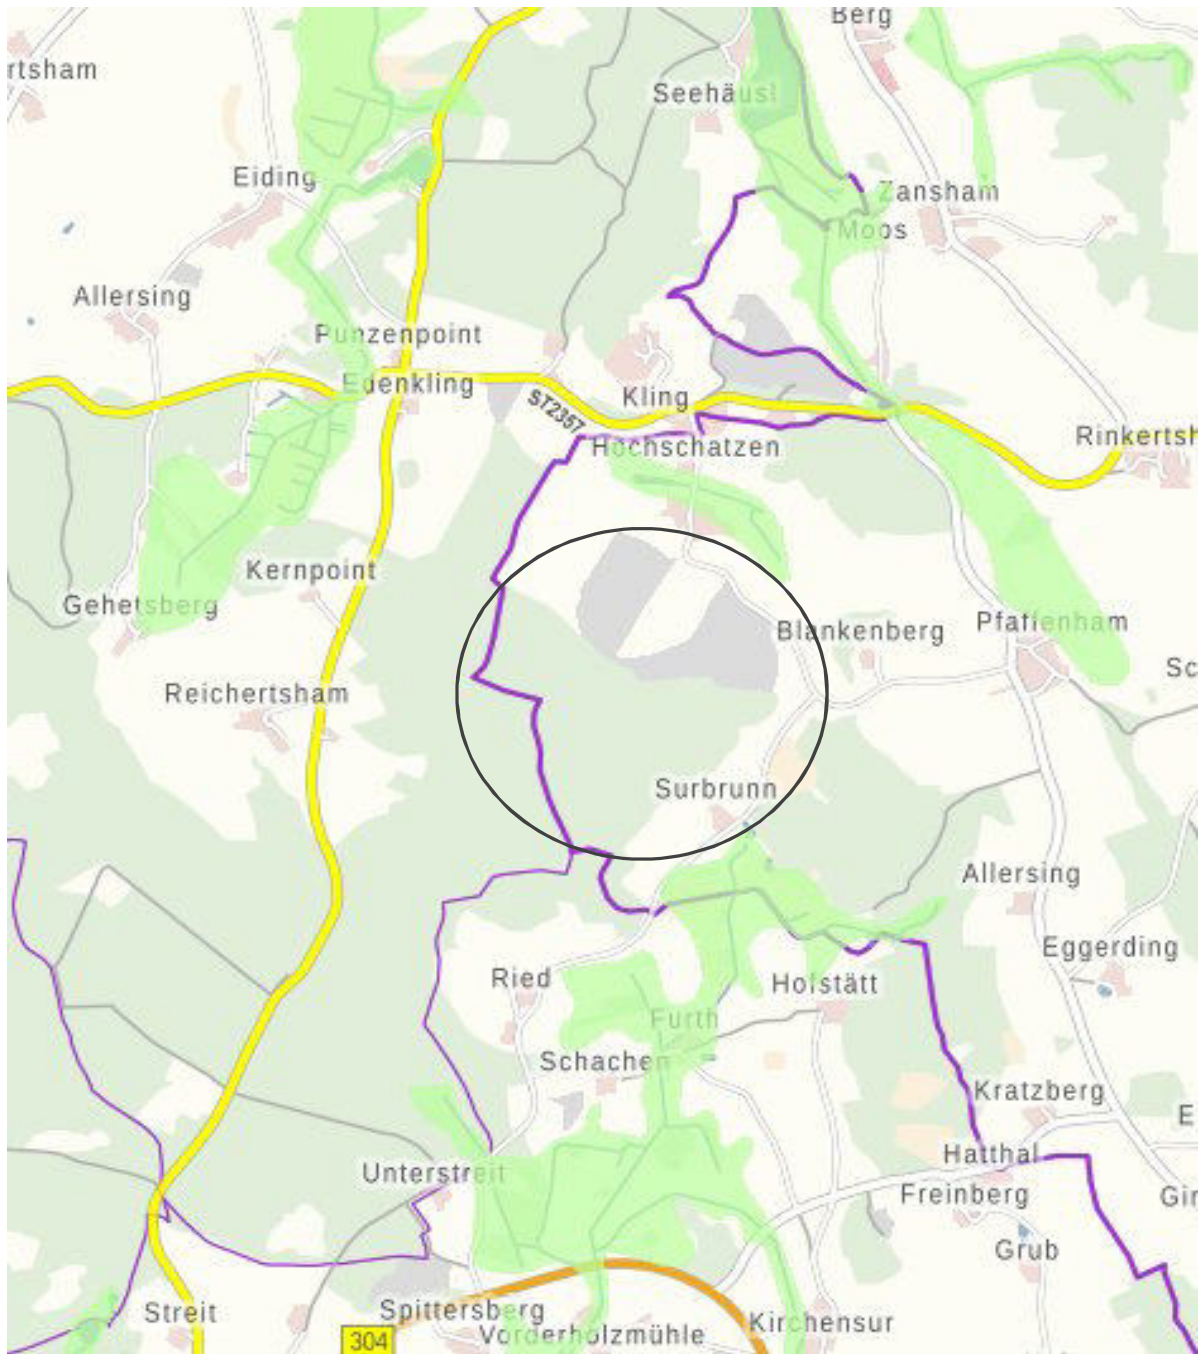 Berg
rtsham
Seehäusl
Eiding
Zansham
Moos
Allersing
Punzenpoint
Edenkling
Kling
ST2357
Hochschatzen
Rinkertsh
Kernpoint
Gehetsberg
Blankenberg
Pfaffenham
Sc
Reichertsham
Surbrunn
Allersing
Eggerding
Ried
Hofstätt
Furth
Schachen
Kratzberg
E
Hatthal
Unterstreit
Freinberg
Gir
Grub
Streit
Spittersberg
Kirchensur
Vorderholzmühle
304